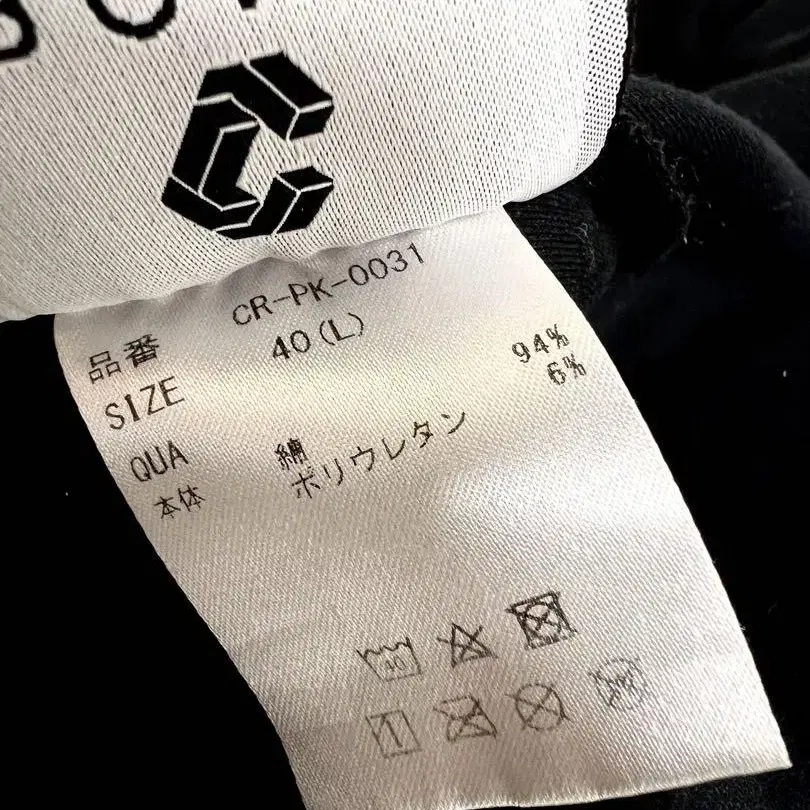 品番 CR-PK-0031
SIZE 40(L)
QUA 綿 94%
本体 ポリウレタン 6%
40